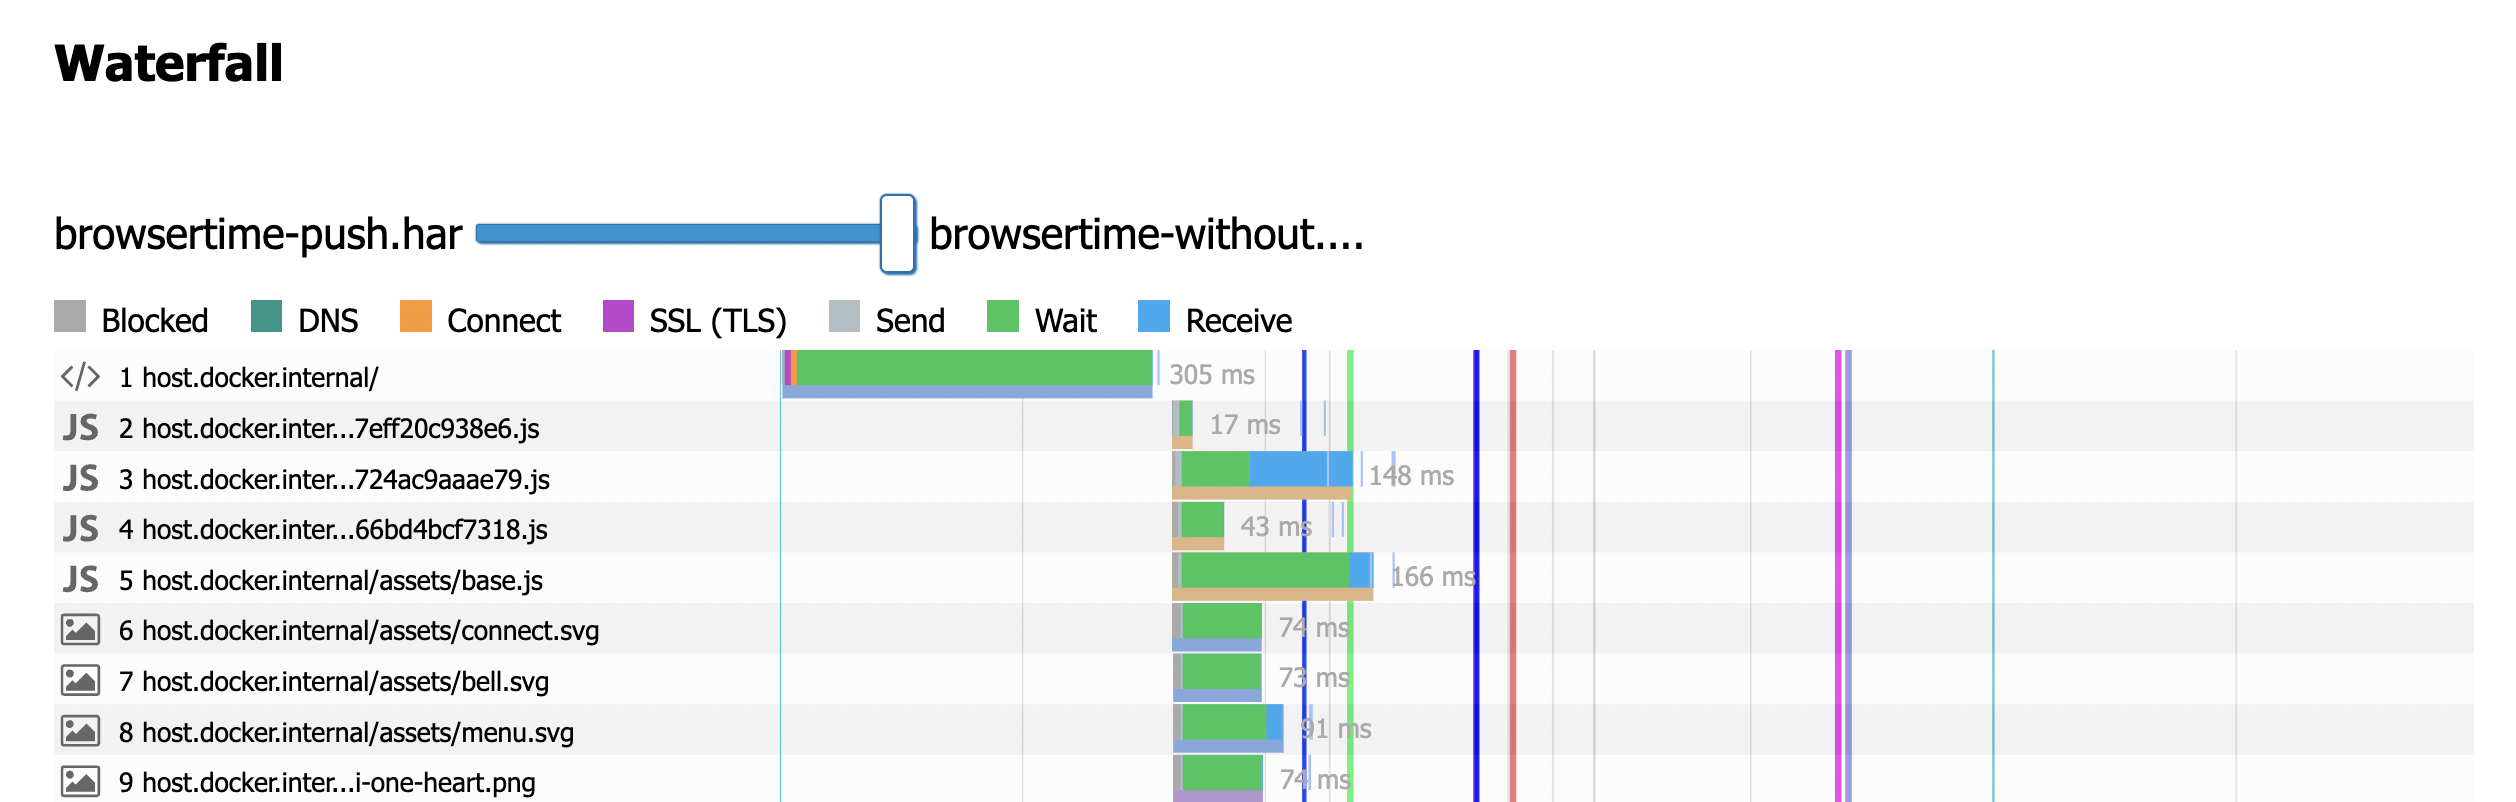 Waterfall
browsertime-push.har browsertime-without....
Blocked DNS Connect SSL (TLS) Send Wait Receive
1 host.docker.internal/ 305 ms
JS 2 host.docker.inter...7eff20c938e6.js 17 ms
JS 3 host.docker.inter...724ac9aaae79.js 148 ms
JS 4 host.docker.inter...66bd4bcf7318.js 43 ms
JS 5 host.docker.internal/assets/base.js 166 ms
6 host.docker.internal/assets/connect.svg 74 ms
7 host.docker.internal/assets/bell.svg 73 ms
8 host.docker.internal/assets/menu.svg 91 ms
9 host.docker.inter...i-one-heart.png 74 ms